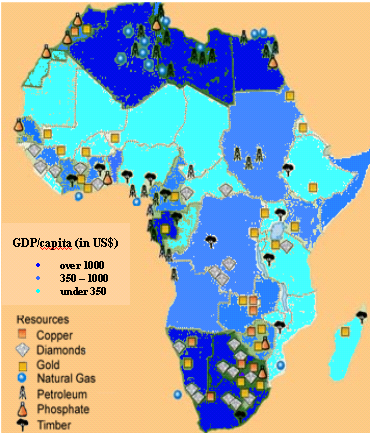 GDP/capita (in US$)
over 1000
350 – 1000
under 350
Resources
Copper
Diamonds
Gold
Natural Gas
Petroleum
Phosphate
Timber